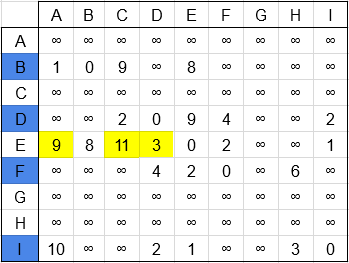 A B C D E F G H I
A ∞ ∞ ∞ ∞ ∞ ∞ ∞ ∞ ∞
B 1 0 9 ∞ 8 ∞ ∞ ∞ ∞
C ∞ ∞ ∞ ∞ ∞ ∞ ∞ ∞ ∞
D ∞ ∞ 2 0 9 4 ∞ ∞ 2
E 9 8 11 3 0 2 ∞ ∞ 1
F ∞ ∞ ∞ 4 2 0 ∞ 6 ∞
G ∞ ∞ ∞ ∞ ∞ ∞ ∞ ∞ ∞
H ∞ ∞ ∞ ∞ ∞ ∞ ∞ ∞ ∞
I 10 ∞ ∞ 2 1 ∞ ∞ 3 0